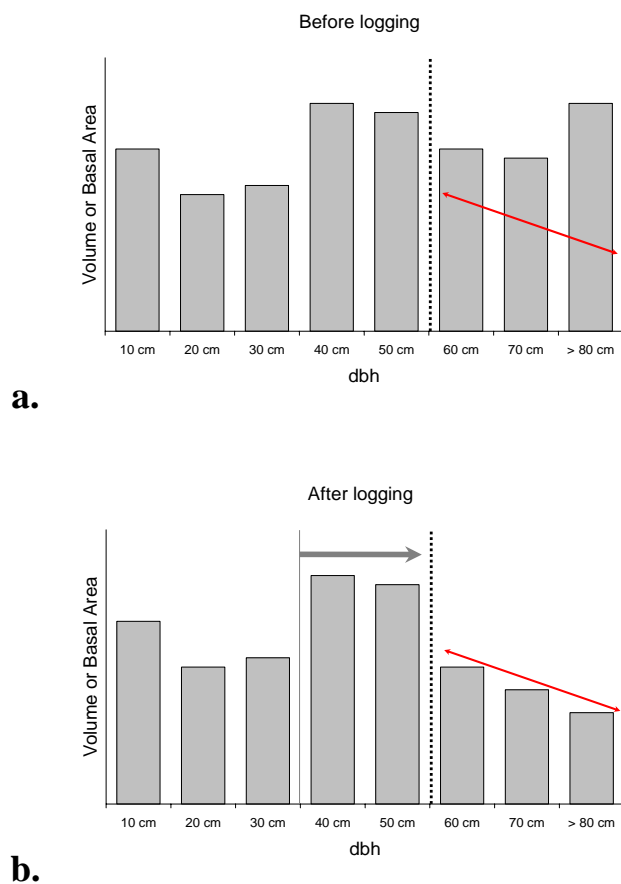 Before logging
Volume or Basal Area
10 cm 20 cm 30 cm 40 cm 50 cm 60 cm 70 cm > 80 cm
dbh
a.
After logging
Volume or Basal Area
10 cm 20 cm 30 cm 40 cm 50 cm 60 cm 70 cm > 80 cm
dbh
b.